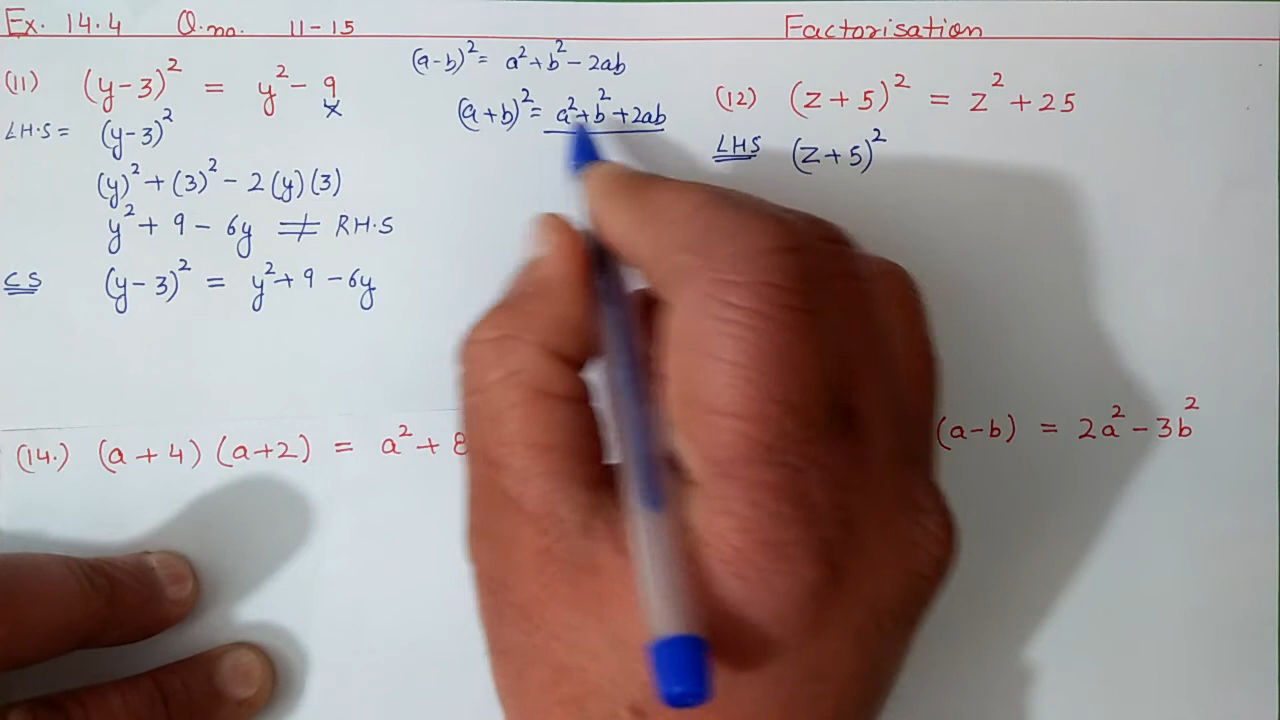 Ex. 14.4 Q.no. 11-15 Factorisation
(11) (y-3)² = y² - 9
×
LH·S = (y-3)²
(y)² + (3)² - 2(y)(3)
y² + 9 - 6y ≠ RH·S
CS (y-3)² = y² + 9 - 6y
(a-b)² = a² + b² - 2ab
(a+b)² = a² + b² + 2ab
(12) (z+5)² = z² + 25
LHS (z+5)²
(14.) (a+4)(a+2) = a² + 8
(a-b) = 2a² - 3b²